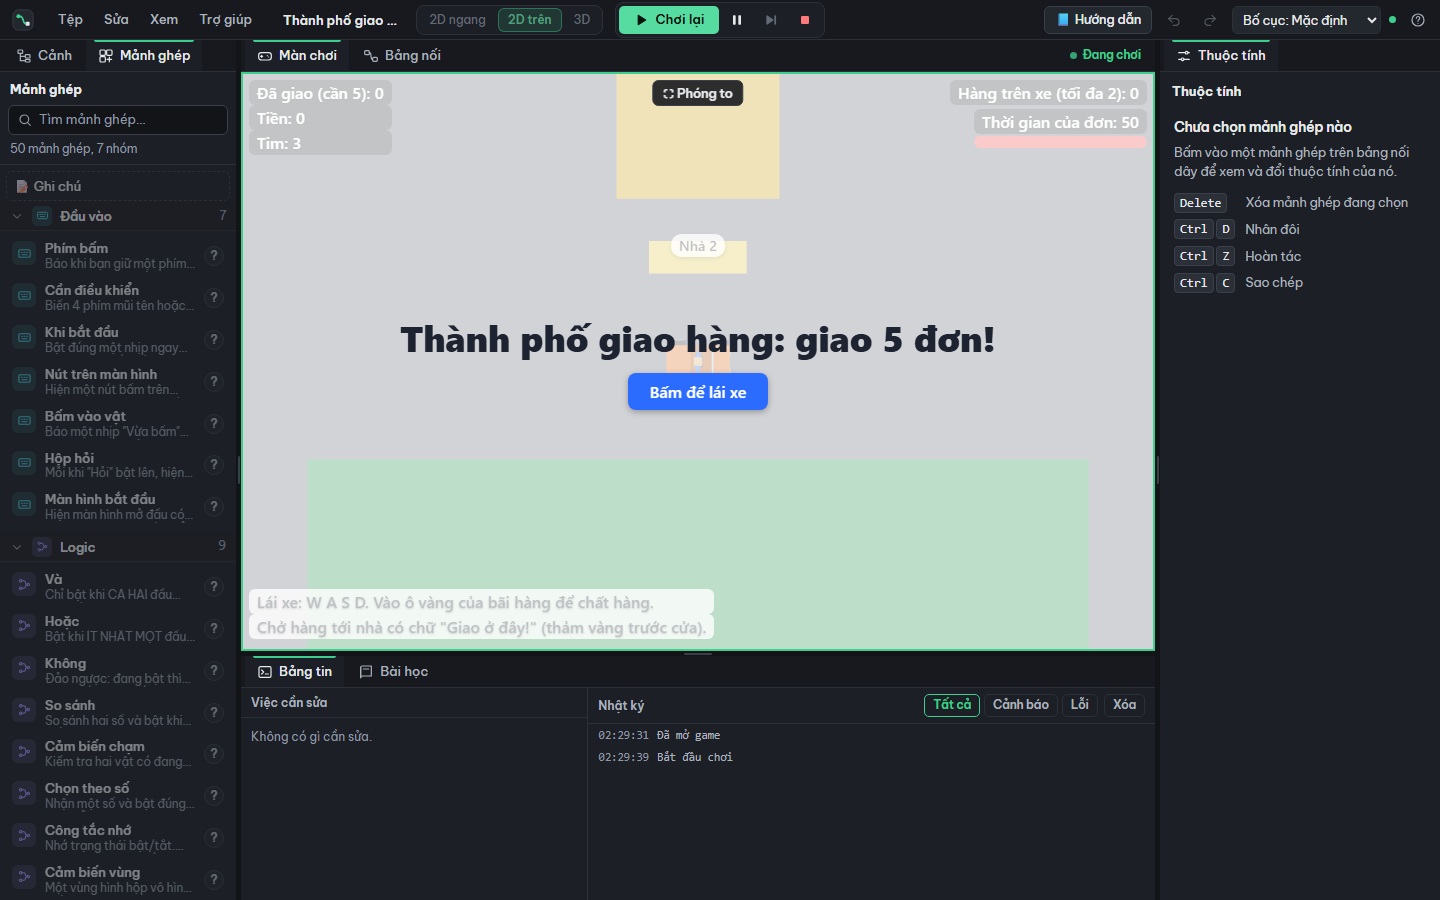 Tệp Sửa Xem Trợ giúp Thành phố giao ... 2D ngang 2D trên 3D Chơi lại Hướng dẫn Bố cục: Mặc định
Cảnh Mảnh ghép
Màn chơi Bảng nối Đang chơi
Thuộc tính
Mảnh ghép
Tìm mảnh ghép...
50 mảnh ghép, 7 nhóm
Ghi chú
Đầu vào 7
Phím bấm
Báo khi bạn giữ một phím...
Cần điều khiển
Biến 4 phím mũi tên hoặc...
Khi bắt đầu
Bật đúng một nhịp ngay...
Nút trên màn hình
Hiện một nút bấm trên...
Bấm vào vật
Báo một nhịp "Vừa bấm"...
Hộp hỏi
Mỗi khi "Hỏi" bật lên, hiện...
Màn hình bắt đầu
Hiện màn hình mở đầu có...
Logic 9
Và
Chỉ bật khi CẢ HAI đầu...
Hoặc
Bật khi ÍT NHẤT MỘT đầu...
Không
Đảo ngược: đang bật thì...
So sánh
So sánh hai số và bật khi...
Cảm biến chạm
Kiểm tra hai vật có đang...
Chọn theo số
Nhận một số và bật đúng...
Công tắc nhớ
Nhớ trạng thái bật/tắt....
Cảm biến vùng
Một vùng hình hộp vô hìn...
Đã giao (cần 5): 0
Tiền: 0
Tim: 3
Phóng to
Hàng trên xe (tối đa 2): 0
Thời gian của đơn: 50
Nhà 2
Thành phố giao hàng: giao 5 đơn!
Bấm để lái xe
Lái xe: W A S D. Vào ô vàng của bãi hàng để chất hàng.
Chở hàng tới nhà có chữ "Giao ở đây!" (thảm vàng trước cửa).
Bảng tin Bài học
Việc cần sửa
Không có gì cần sửa.
Nhật ký Tất cả Cảnh báo Lỗi Xóa
02:29:31 Đã mở game
02:29:39 Bắt đầu chơi
Thuộc tính
Chưa chọn mảnh ghép nào
Bấm vào một mảnh ghép trên bảng nối
dây để xem và đổi thuộc tính của nó.
Delete Xóa mảnh ghép đang chọn
Ctrl D Nhân đôi
Ctrl Z Hoàn tác
Ctrl C Sao chép